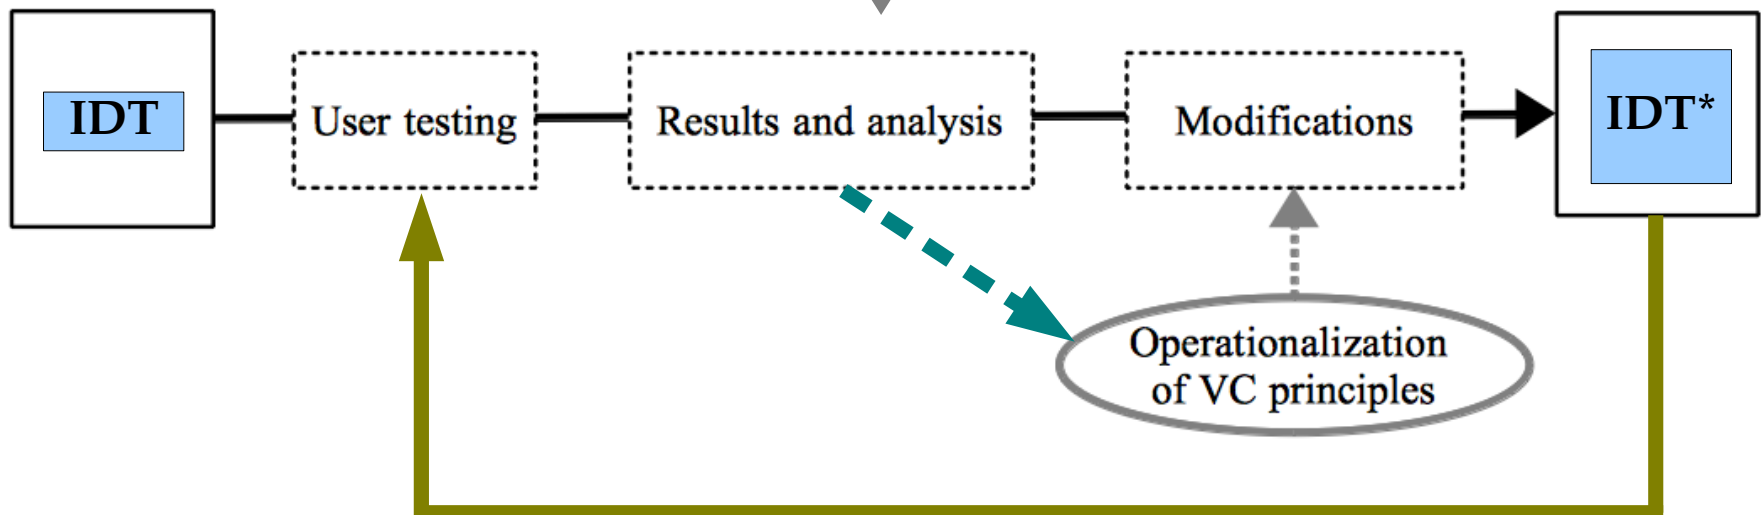 IDT
User testing
Results and analysis
Modifications
IDT*
Operationalization
of VC principles